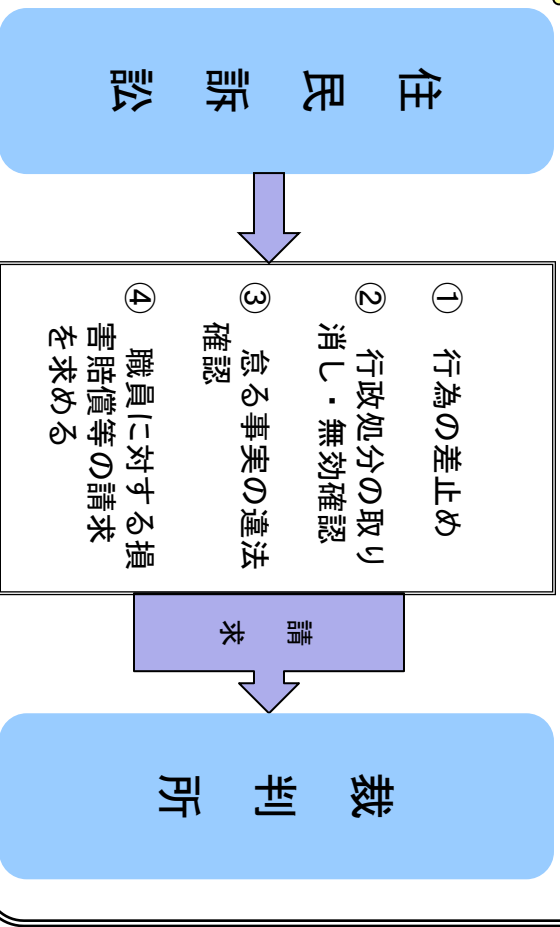 住民訴訟
① 行為の差止め
② 行政処分の取り
消し・無効確認
③ 怠る事実の違法
確認
④ 職員に対する損
害賠償等の請求
を求める
請求
裁判所